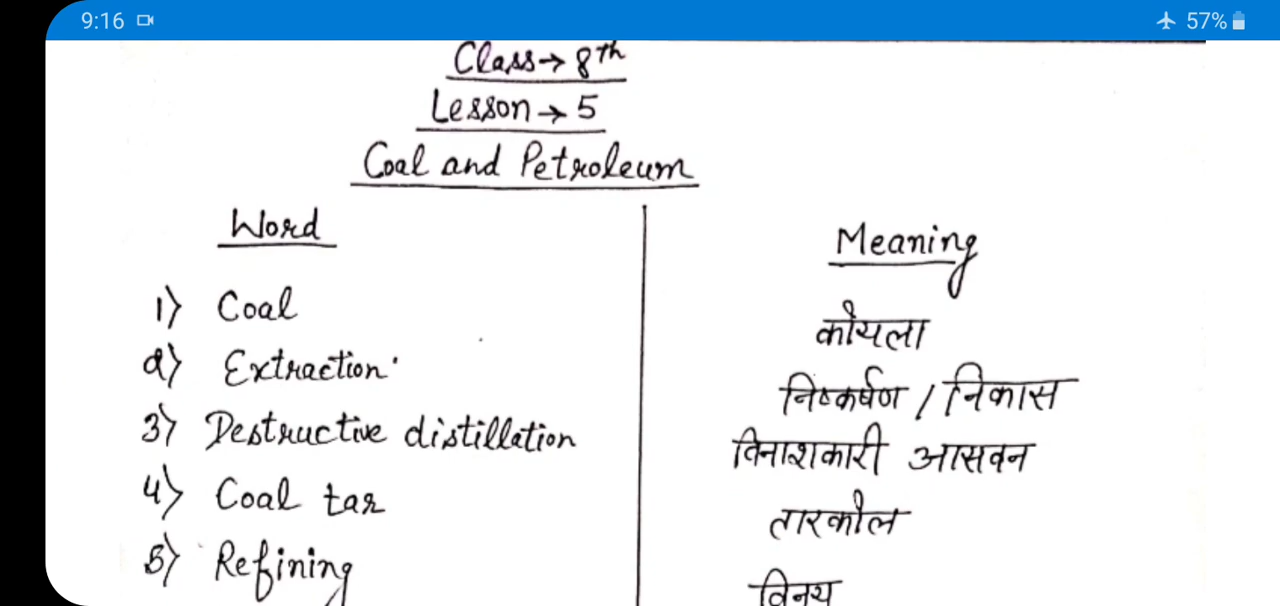 9:16 57%
Class→8th
Lesson→5
Coal and Petroleum
Word Meaning
1) Coal कोयला
2) Extraction निष्कर्षण / निकास
3) Destructive distillation विनाशकारी आसवन
4) Coal tar तारकोल
5) Refining विनय